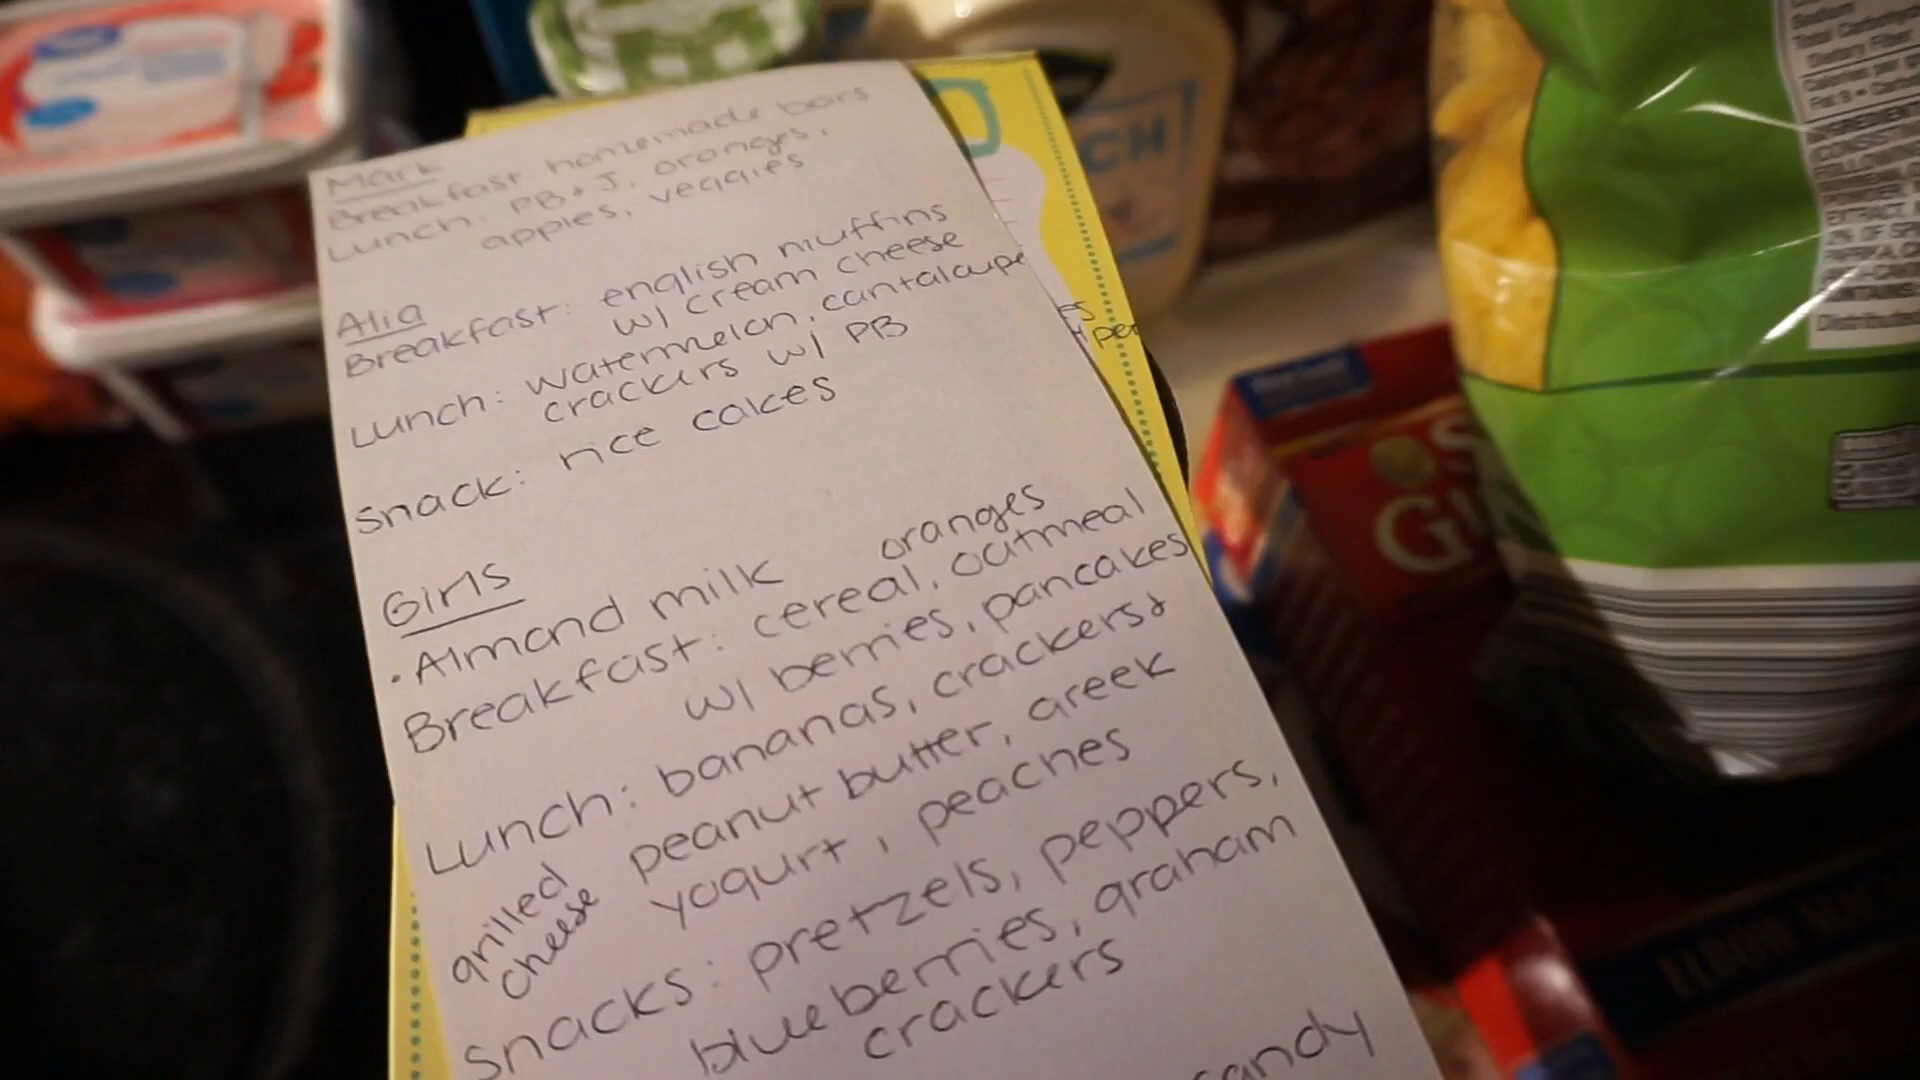 Mark
Breakfast homemade bars
Lunch: PB + J, oranges,
apples, veggies
Alia
Breakfast: english muffins
w/ cream cheese
Lunch: watermelon, cantaloupe
crackers w/ PB
Snack: rice cakes
Girls
• Almond milk
oranges
Breakfast: cereal, oatmeal
w/ berries, pancakes
Lunch: bananas, crackers &
peanut butter, greek
yogurt, peaches
grilled
cheese
Snacks: pretzels, peppers,
blueberries, graham
crackers
candy
CH